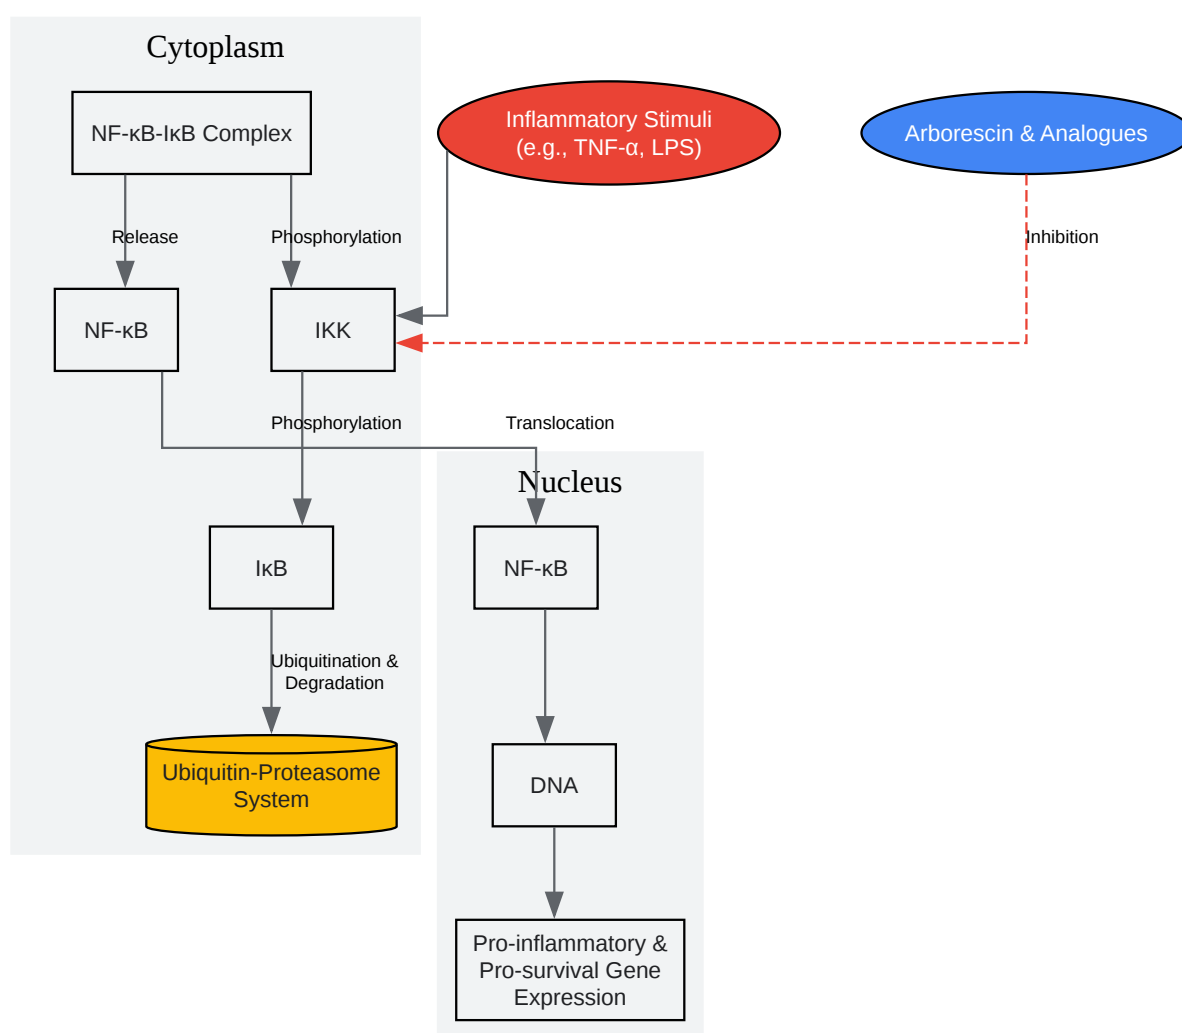 Cytoplasm
NF-κB-IκB Complex
Inflammatory Stimuli
(e.g., TNF-α, LPS)
Arborescin & Analogues
Release
Phosphorylation
Inhibition
NF-κB
IKK
Phosphorylation
Translocation
Nucleus
IκB
NF-κB
Ubiquitination &
Degradation
Ubiquitin-Proteasome
System
DNA
Pro-inflammatory &
Pro-survival Gene
Expression